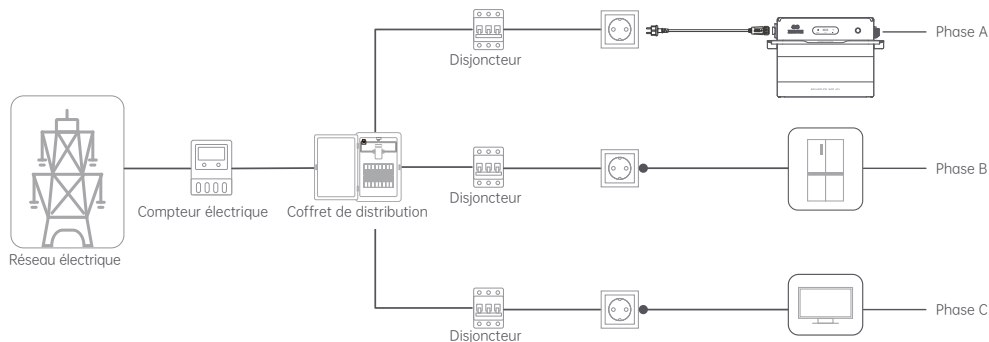 Disjoncteur
Phase A
Compteur électrique
Coffret de distribution
Disjoncteur
Phase B
Réseau électrique
Disjoncteur
Phase C